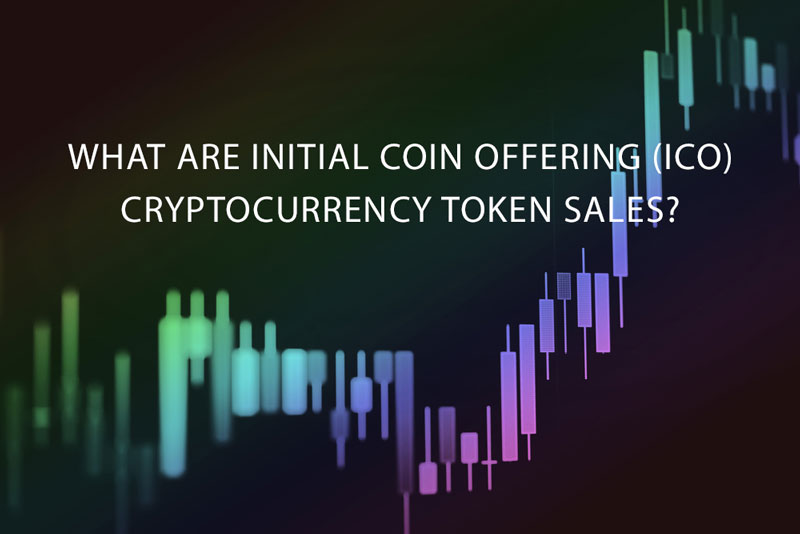 WHAT ARE INITIAL COIN OFFERING (ICO)
CRYPTOCURRENCY TOKEN SALES?